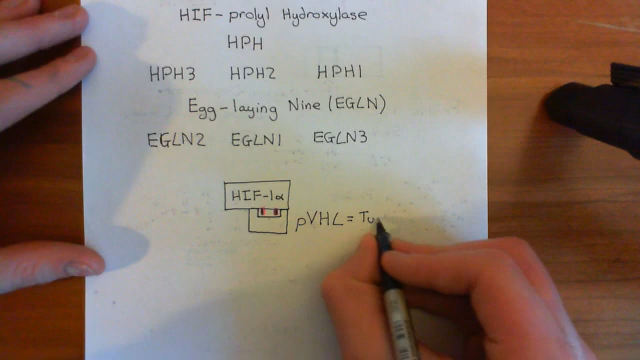 HIF-prolyl Hydroxylase
HPH
HPH3 HPH2 HPH1
Egg-laying Nine (EGLN)
EGLN2 EGLN1 EGLN3
HIF-1α
pVHL = Tu